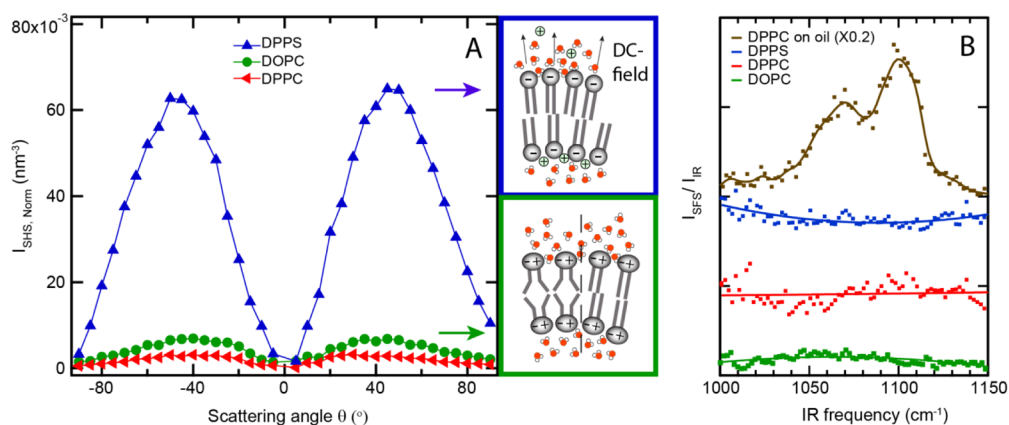 80x10⁻³
60
40
20
0
I_SHS, Norm (nm⁻³)
DPPS
DOPC
DPPC
A
-80
-40
0
40
80
Scattering angle θ (°)
DC-
field
B
DPPC on oil (X0.2)
DPPS
DPPC
DOPC
I_SFS/ I_IR
1000
1050
1100
1150
IR frequency (cm⁻¹)